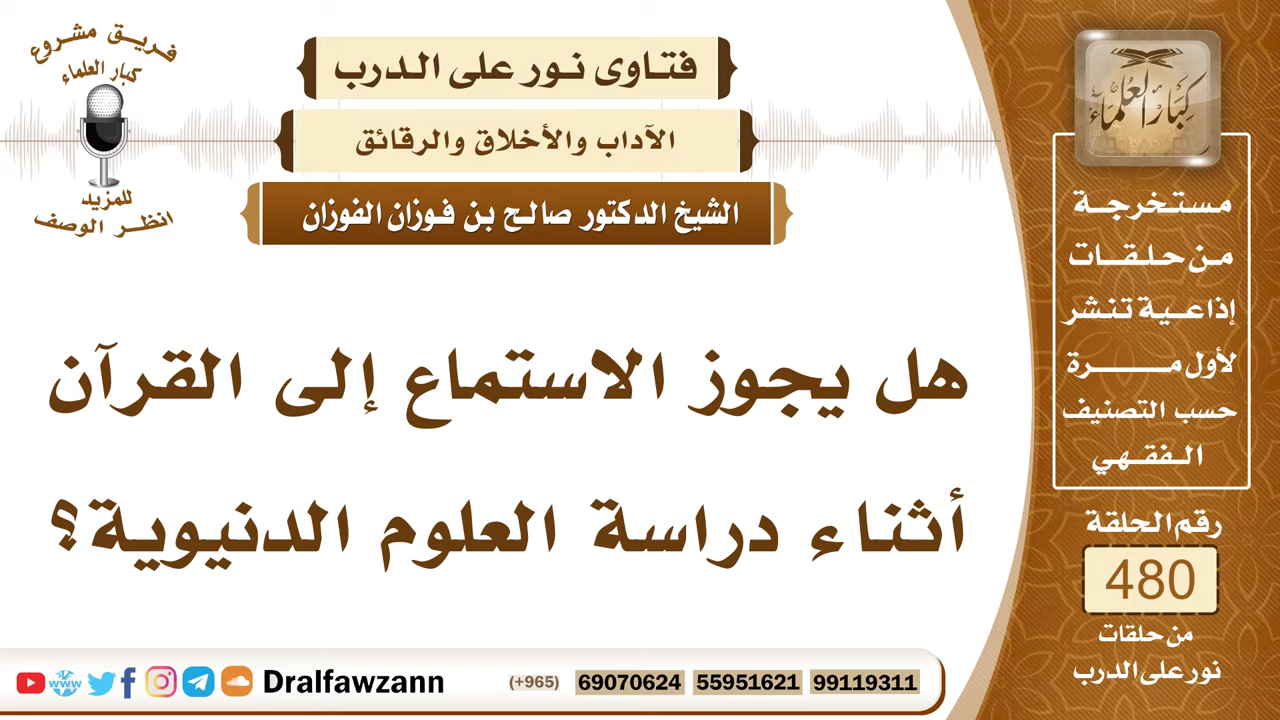 فريق مشروع
كبار العلماء
للمزيد
انظر الوصف
فتاوى نور على الدرب
الآداب والأخلاق والرقائق
الشيخ الدكتور صالح بن فوزان الفوزان
هل يجوز الاستماع إلى القرآن
أثناء دراسة العلوم الدنيوية؟
كبار العلماء
مستخرجة
من حلقات
إذاعية تنشر
لأول مرة
حسب التصنيف
الفقهي
رقم الحلقة
480
من حلقات
نور على الدرب
www Dralfawzann (+965) 69070624 55951621 99119311